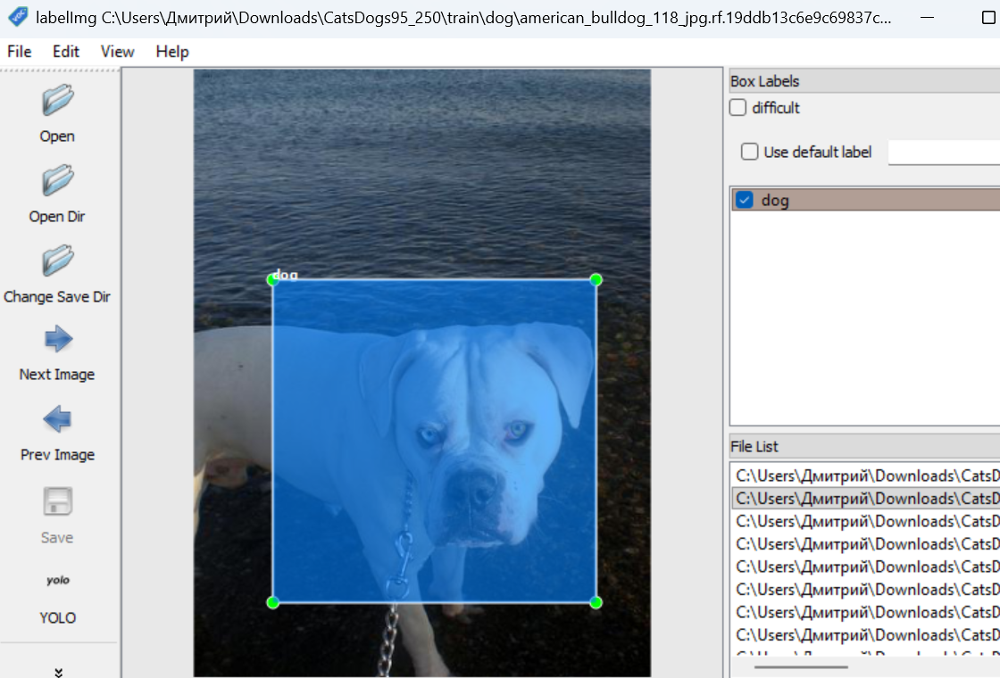 labelImg C:\Users\Дмитрий\Downloads\CatsDogs95_250\train\dog\american_bulldog_118_jpg.rf.19ddb13c6e9c69837c...
File Edit View Help
Open
Open Dir
Change Save Dir
Next Image
Prev Image
Save
yolo
YOLO
dog
Box Labels
difficult
Use default label
dog
File List
C:\Users\Дмитрий\Downloads\CatsD
C:\Users\Дмитрий\Downloads\CatsD
C:\Users\Дмитрий\Downloads\CatsD
C:\Users\Дмитрий\Downloads\CatsD
C:\Users\Дмитрий\Downloads\CatsD
C:\Users\Дмитрий\Downloads\CatsD
C:\Users\Дмитрий\Downloads\CatsD
C:\Users\Дмитрий\Downloads\CatsD